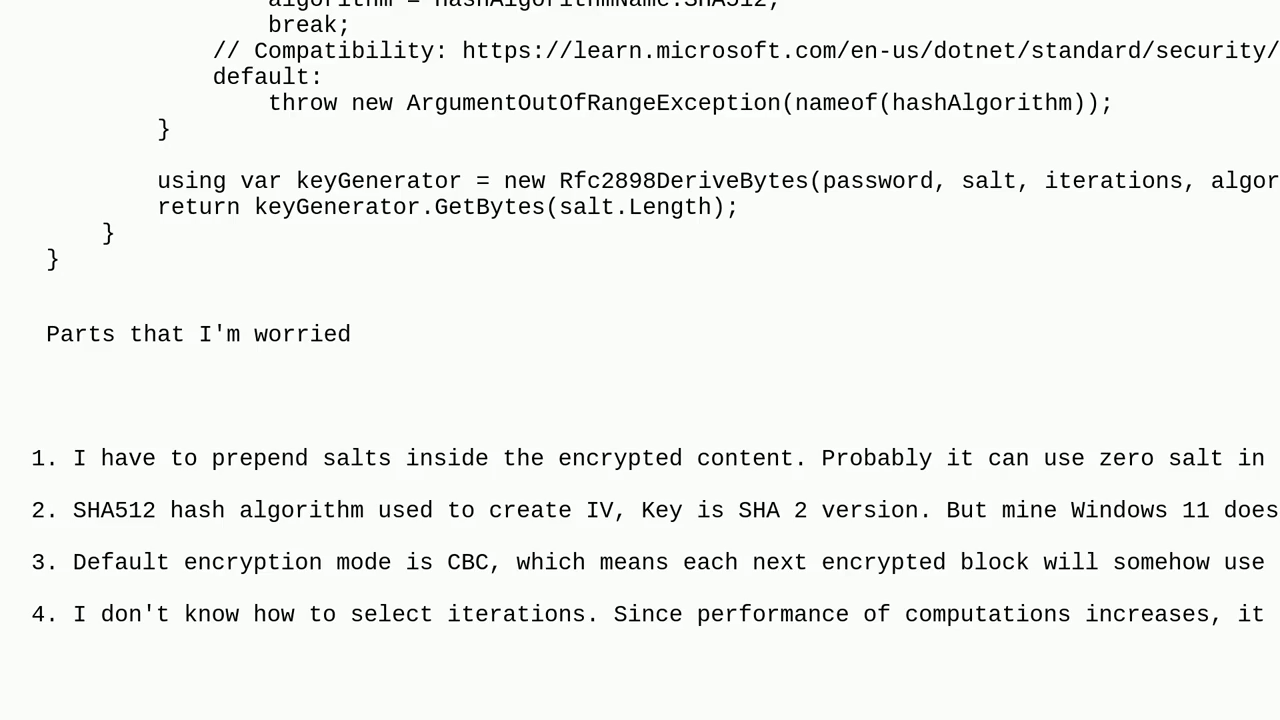 algorithm = HashAlgorithmName.SHA512;
break;
// Compatibility: https://learn.microsoft.com/en-us/dotnet/standard/security/
default:
throw new ArgumentOutOfRangeException(nameof(hashAlgorithm));
}
using var keyGenerator = new Rfc2898DeriveBytes(password, salt, iterations, algor
return keyGenerator.GetBytes(salt.Length);
}
}
Parts that I'm worried
1. I have to prepend salts inside the encrypted content. Probably it can use zero salt in
2. SHA512 hash algorithm used to create IV, Key is SHA 2 version. But mine Windows 11 does
3. Default encryption mode is CBC, which means each next encrypted block will somehow use
4. I don't know how to select iterations. Since performance of computations increases, it